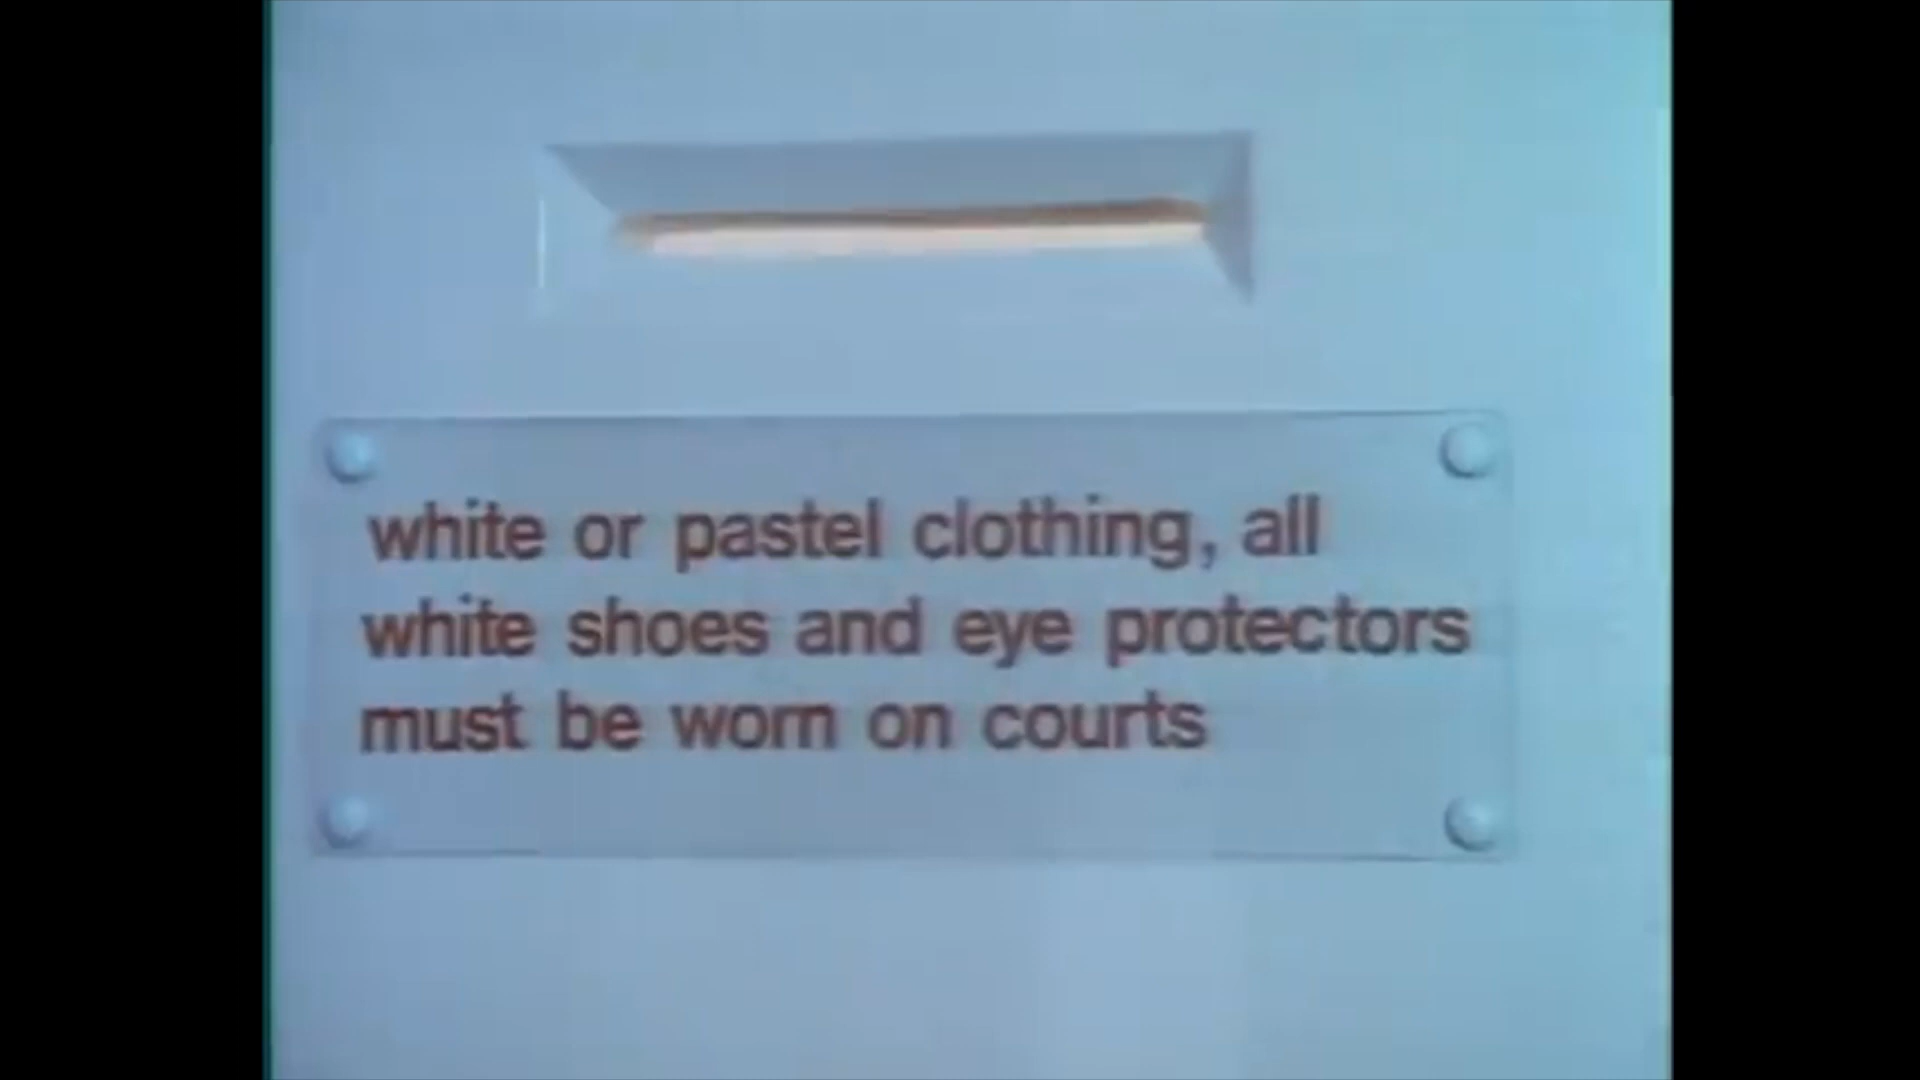 white or pastel clothing, all
white shoes and eye protectors
must be worn on courts